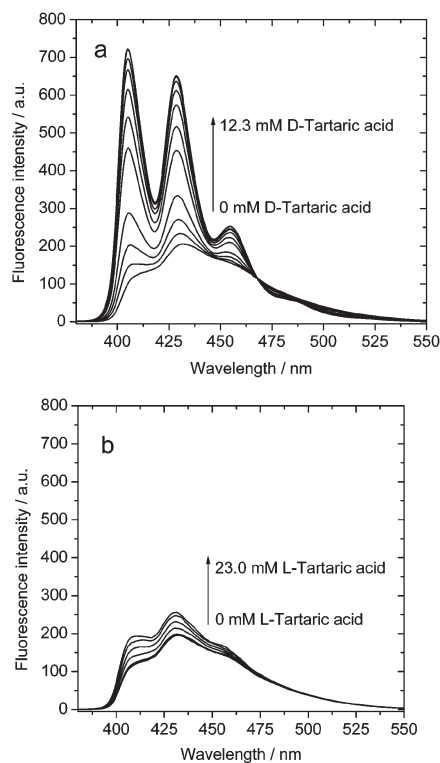 800
a
700
600
12.3 mM D-Tartaric acid
500
400
0 mM D-Tartaric acid
300
200
100
0
Fluorescence intensity / a.u.
400 425 450 475 500 525 550
Wavelength / nm
800
b
700
600
500
400
23.0 mM L-Tartaric acid
300
0 mM L-Tartaric acid
200
100
0
Fluorescence intensity / a.u.
400 425 450 475 500 525 550
Wavelength / nm